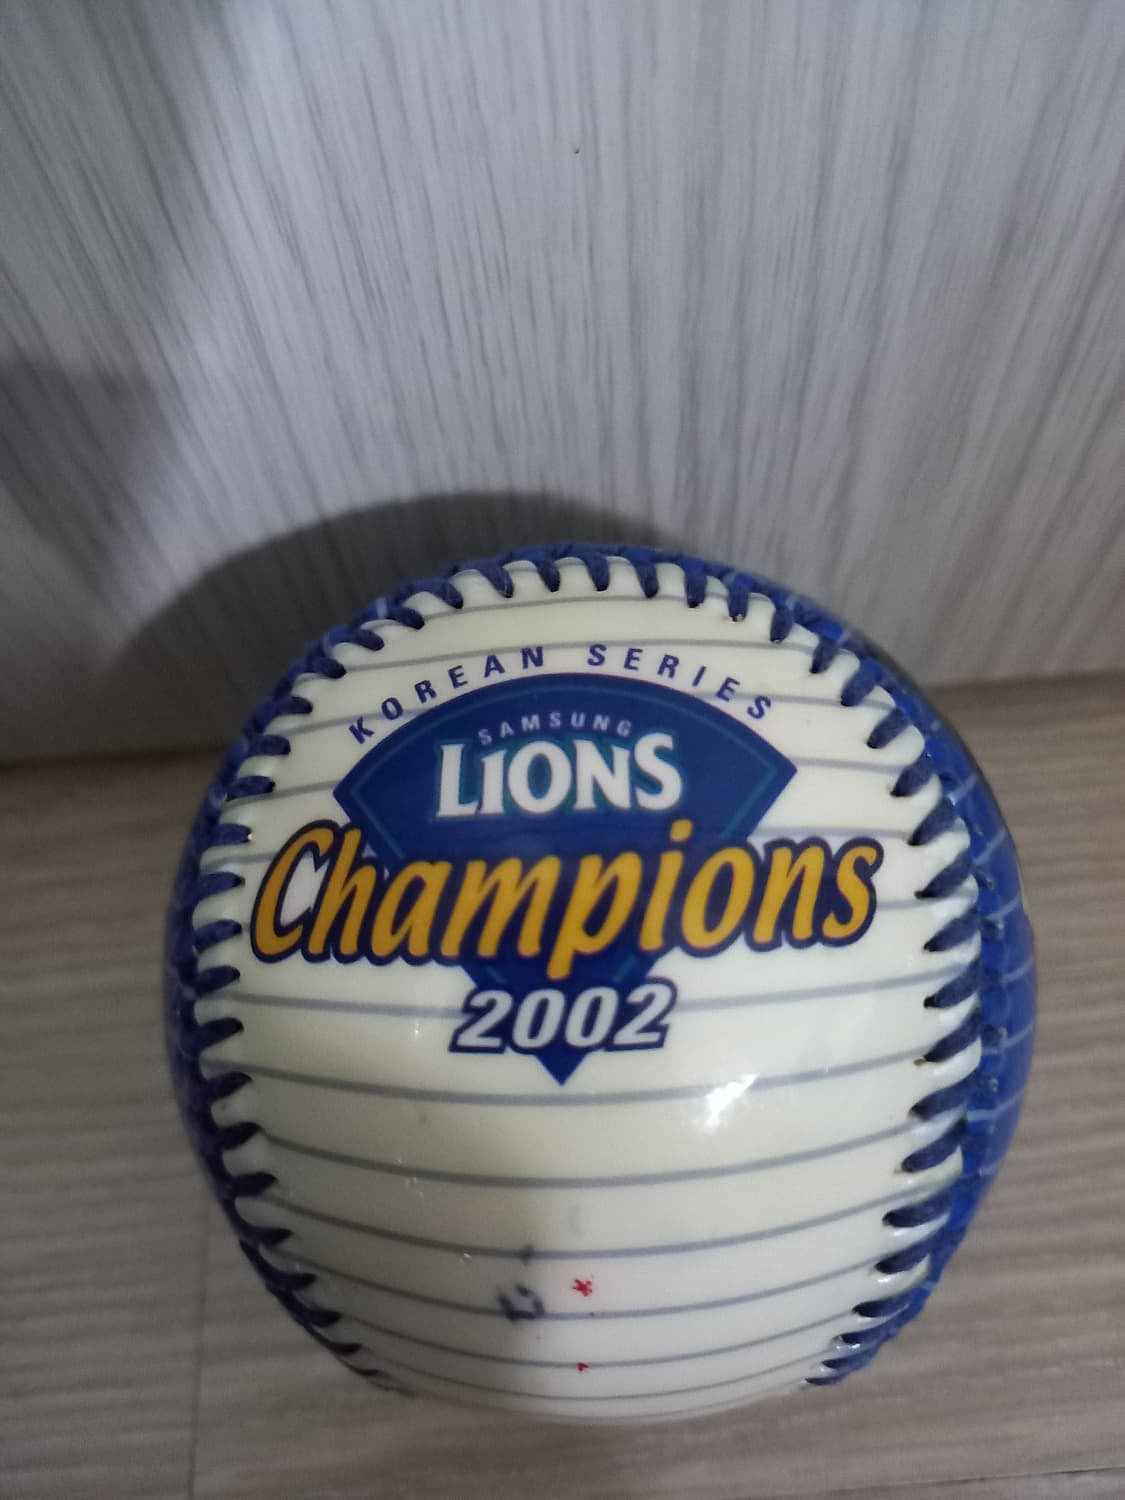 KOREAN SERIES
SAMSUNG
LIONS
Champions
2002